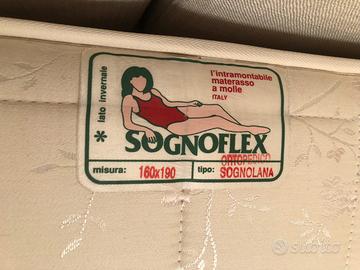 * lato invernale
l'intramontabile
materasso
a molle
ITALY
SOGNOFLEX
misura: 160x190
tipo: ORTOPEDICO
SOGNOLANA
subito